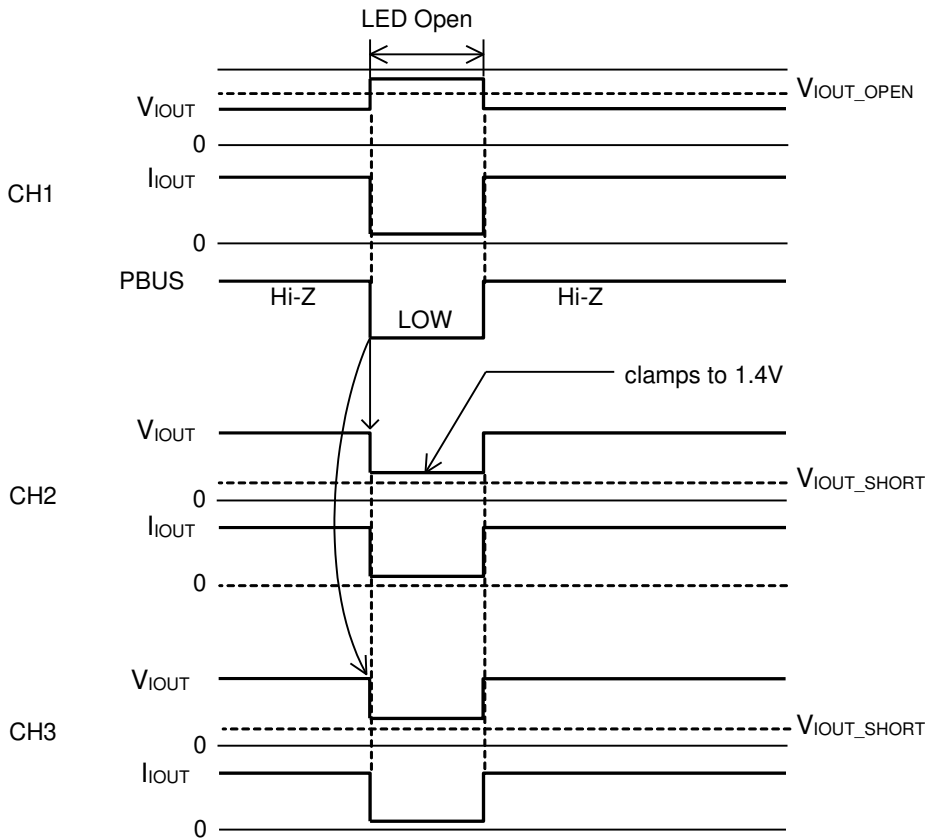 LED Open
VIOUT_OPEN
VIOUT
0
CH1
IIOUT
0
PBUS
Hi-Z
Hi-Z
LOW
clamps to 1.4V
VIOUT
VIOUT_SHORT
CH2
0
IIOUT
0
VIOUT
CH3
VIOUT_SHORT
0
IIOUT
0